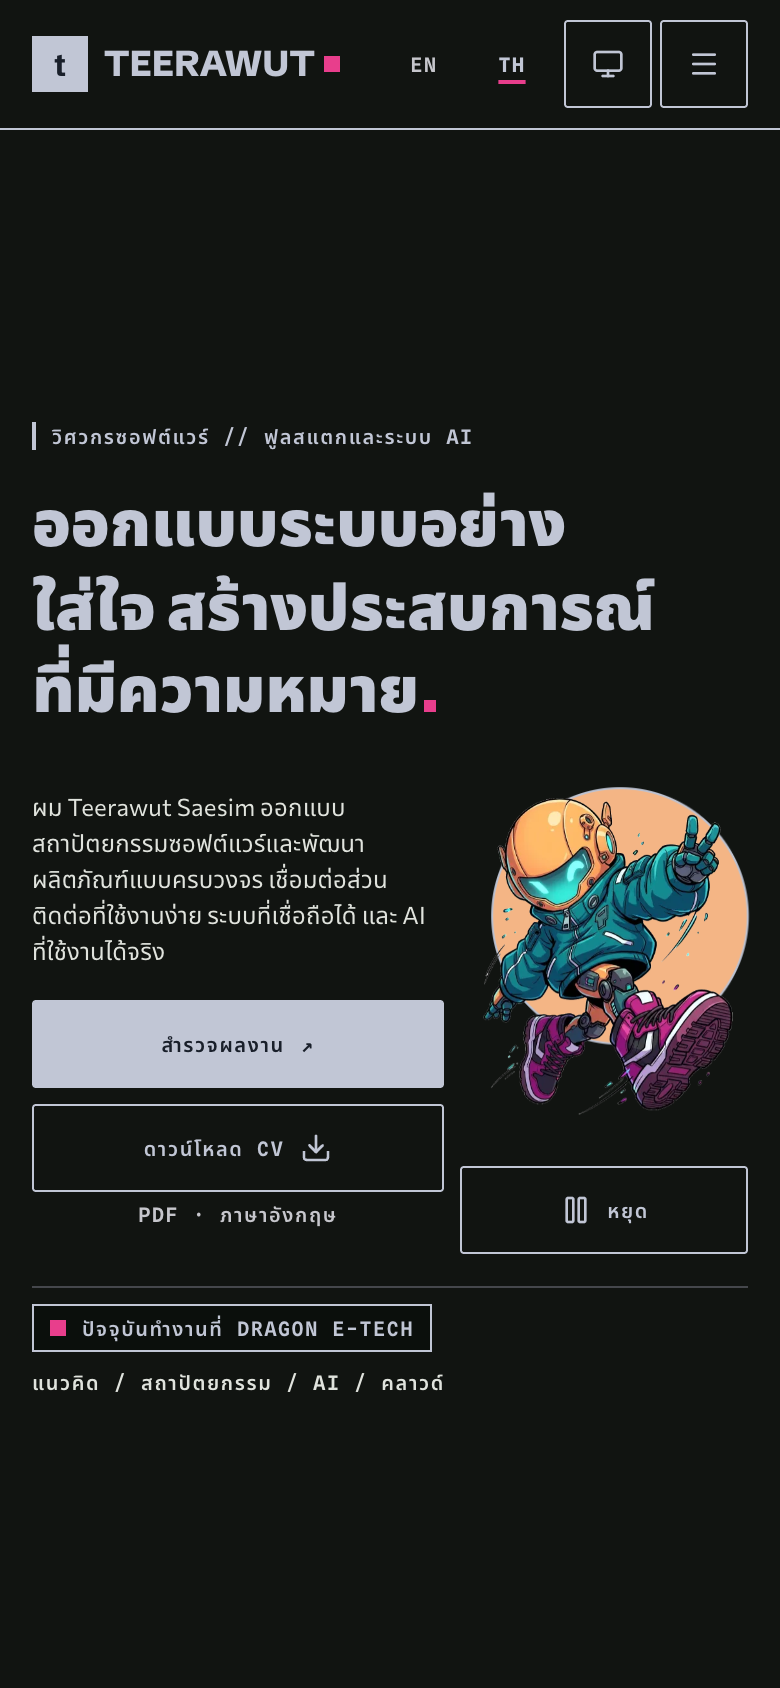 t TEERAWUT EN TH
วิศวกรซอฟต์แวร์ // ฟูลสแตกและระบบ AI
ออกแบบระบบอย่าง
ใส่ใจ สร้างประสบการณ์
ที่มีความหมาย.
ผม Teerawut Saesim ออกแบบ
สถาปัตยกรรมซอฟต์แวร์และพัฒนา
ผลิตภัณฑ์แบบครบวงจร เชื่อมต่อส่วน
ติดต่อที่ใช้งานง่าย ระบบที่เชื่อถือได้ และ AI
ที่ใช้งานได้จริง
สำรวจผลงาน ↗
ดาวน์โหลด CV
PDF · ภาษาอังกฤษ
หยุด
ปัจจุบันทำงานที่ DRAGON E-TECH
แนวคิด / สถาปัตยกรรม / AI / คลาวด์